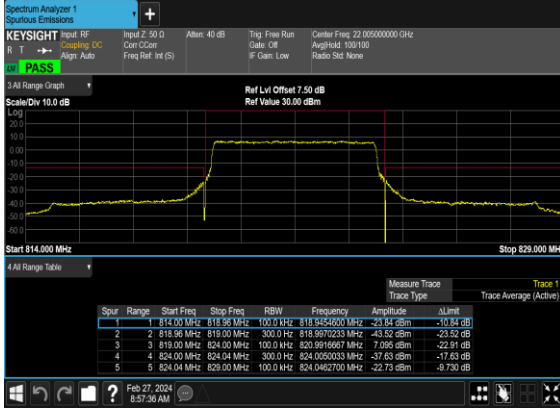 Spectrum Analyzer 1
Spurious Emissions
+
KEYSIGHT Input: RF Input Z: 50 Ω Atten: 40 dB Trig: Free Run Center Freq: 22.005000000 GHz
R T Coupling: DC Corr CCorr Gate: Off Avg|Hold: 100/100
Align: Auto Freq Ref: Int (S) IF Gain: Low Radio Std: None
LXI PASS
3 All Range Graph
Ref Lvl Offset 7.50 dB
Scale/Div 10.0 dB Ref Value 30.00 dBm
Log
20.0
10.0
0.00
-10.0
-20.0
-30.0
-40.0
-50.0
-60.0
Start 814.000 MHz Stop 829.000 MH
4 All Range Table
Measure Trace Trace 1
Trace Type Trace Average (Active)
Spur Range Start Freq Stop Freq RBW Frequency Amplitude ΔLimit
1 1 814.00 MHz 818.96 MHz 100.0 kHz 818.9454600 MHz -23.84 dBm -10.84 dB
2 2 818.96 MHz 819.00 MHz 300.0 Hz 818.9970233 MHz -43.52 dBm -23.52 dB
3 3 819.00 MHz 824.00 MHz 100.0 kHz 820.9916667 MHz 7.095 dBm -22.91 dB
4 4 824.00 MHz 824.04 MHz 300.0 Hz 824.0050033 MHz -37.63 dBm -17.63 dB
5 5 824.04 MHz 829.00 MHz 100.0 kHz 824.0462700 MHz -22.73 dBm -9.730 dB
? Feb 27, 2024
8:57:36 AM